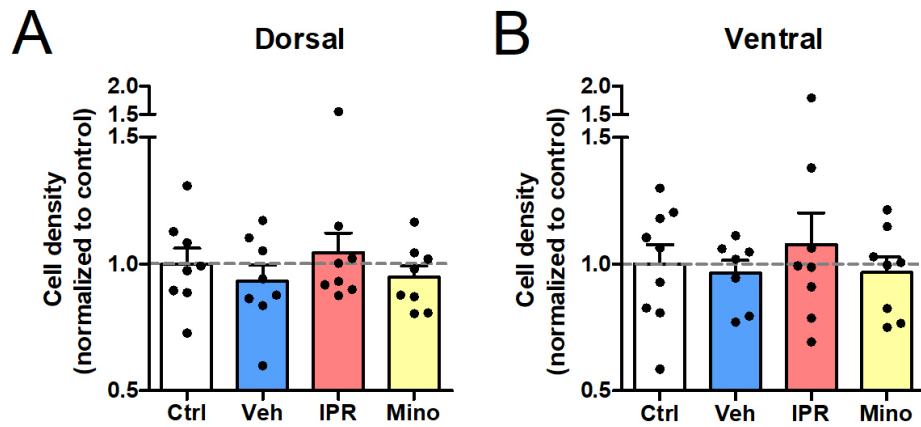 A
Dorsal
Cell density
(normalized to control)
2.0
1.5
1.5
1.0
0.5
Ctrl Veh IPR Mino
B
Ventral
Cell density
(normalized to control)
2.0
1.5
1.5
1.0
0.5
Ctrl Veh IPR Mino